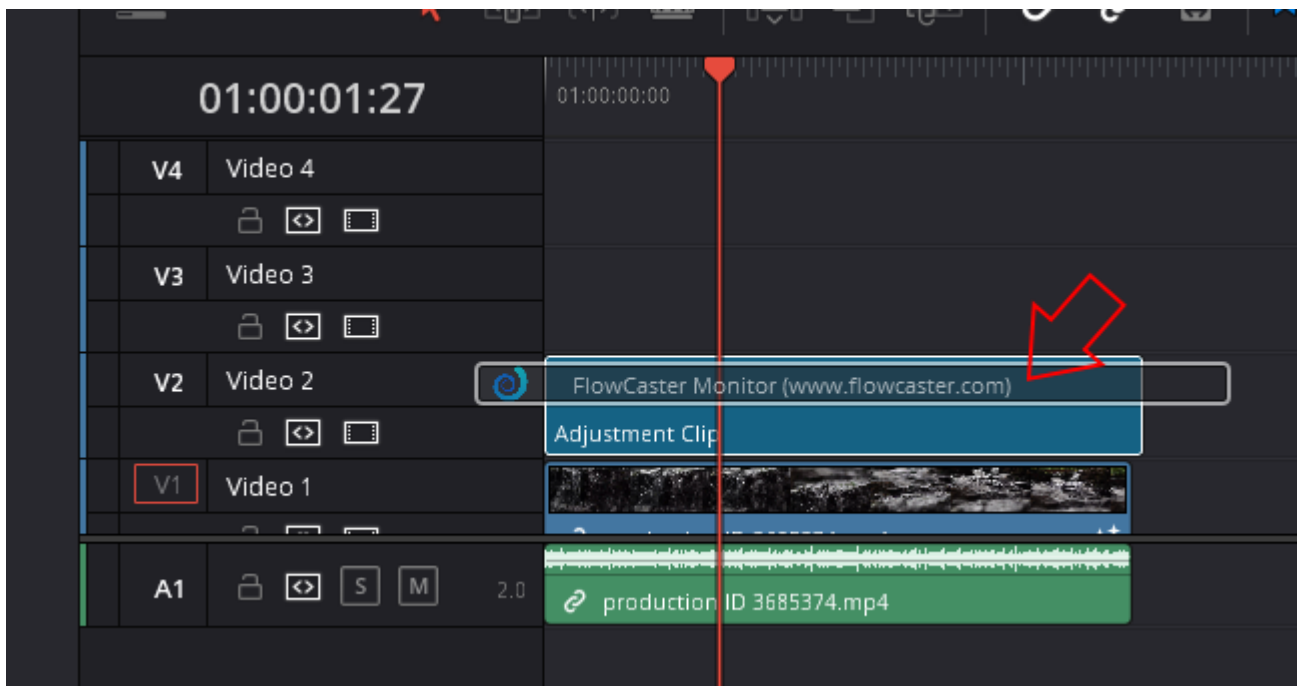 01:00:01:27
01:00:00:00
V4 Video 4
V3 Video 3
V2 Video 2
FlowCaster Monitor (www.flowcaster.com)
Adjustment Clip
V1 Video 1
A1 S M 2.0
production ID 3685374.mp4